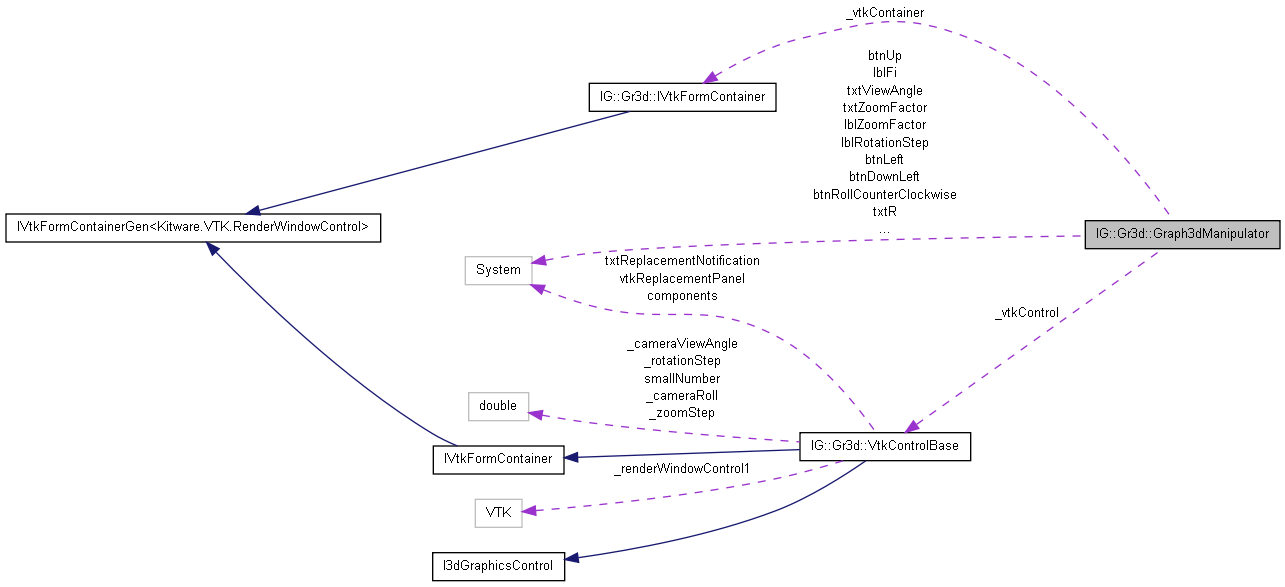 _vtkContainer
btnUp
lblFi
txtViewAngle
txtZoomFactor
lblZoomFactor
lblRotationStep
btnLeft
btnDownLeft
btnRollCounterClockwise
txtR
...
IG::Gr3d::IVtkFormContainer
IVtkFormContainerGen<Kitware.VTK.RenderWindowControl>
IG::Gr3d::Graph3dManipulator
System
txtReplacementNotification
vtkReplacementPanel
components
_vtkControl
_cameraViewAngle
_rotationStep
smallNumber
_cameraRoll
_zoomStep
double
IG::Gr3d::VtkControlBase
IVtkFormContainer
_renderWindowControl1
VTK
I3dGraphicsControl